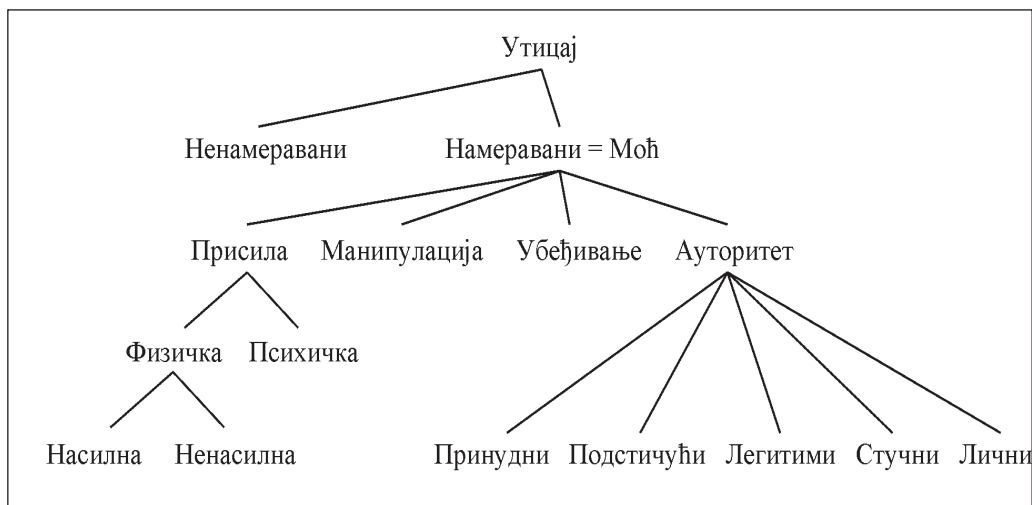 Утицај
Ненамеравани Намеравани = Моћ
Присила Манипулација Убеђивање Ауторитет
Физичка Психичка
Насилна Ненасилна Принудни Подстичући Легитими Стучни Лични